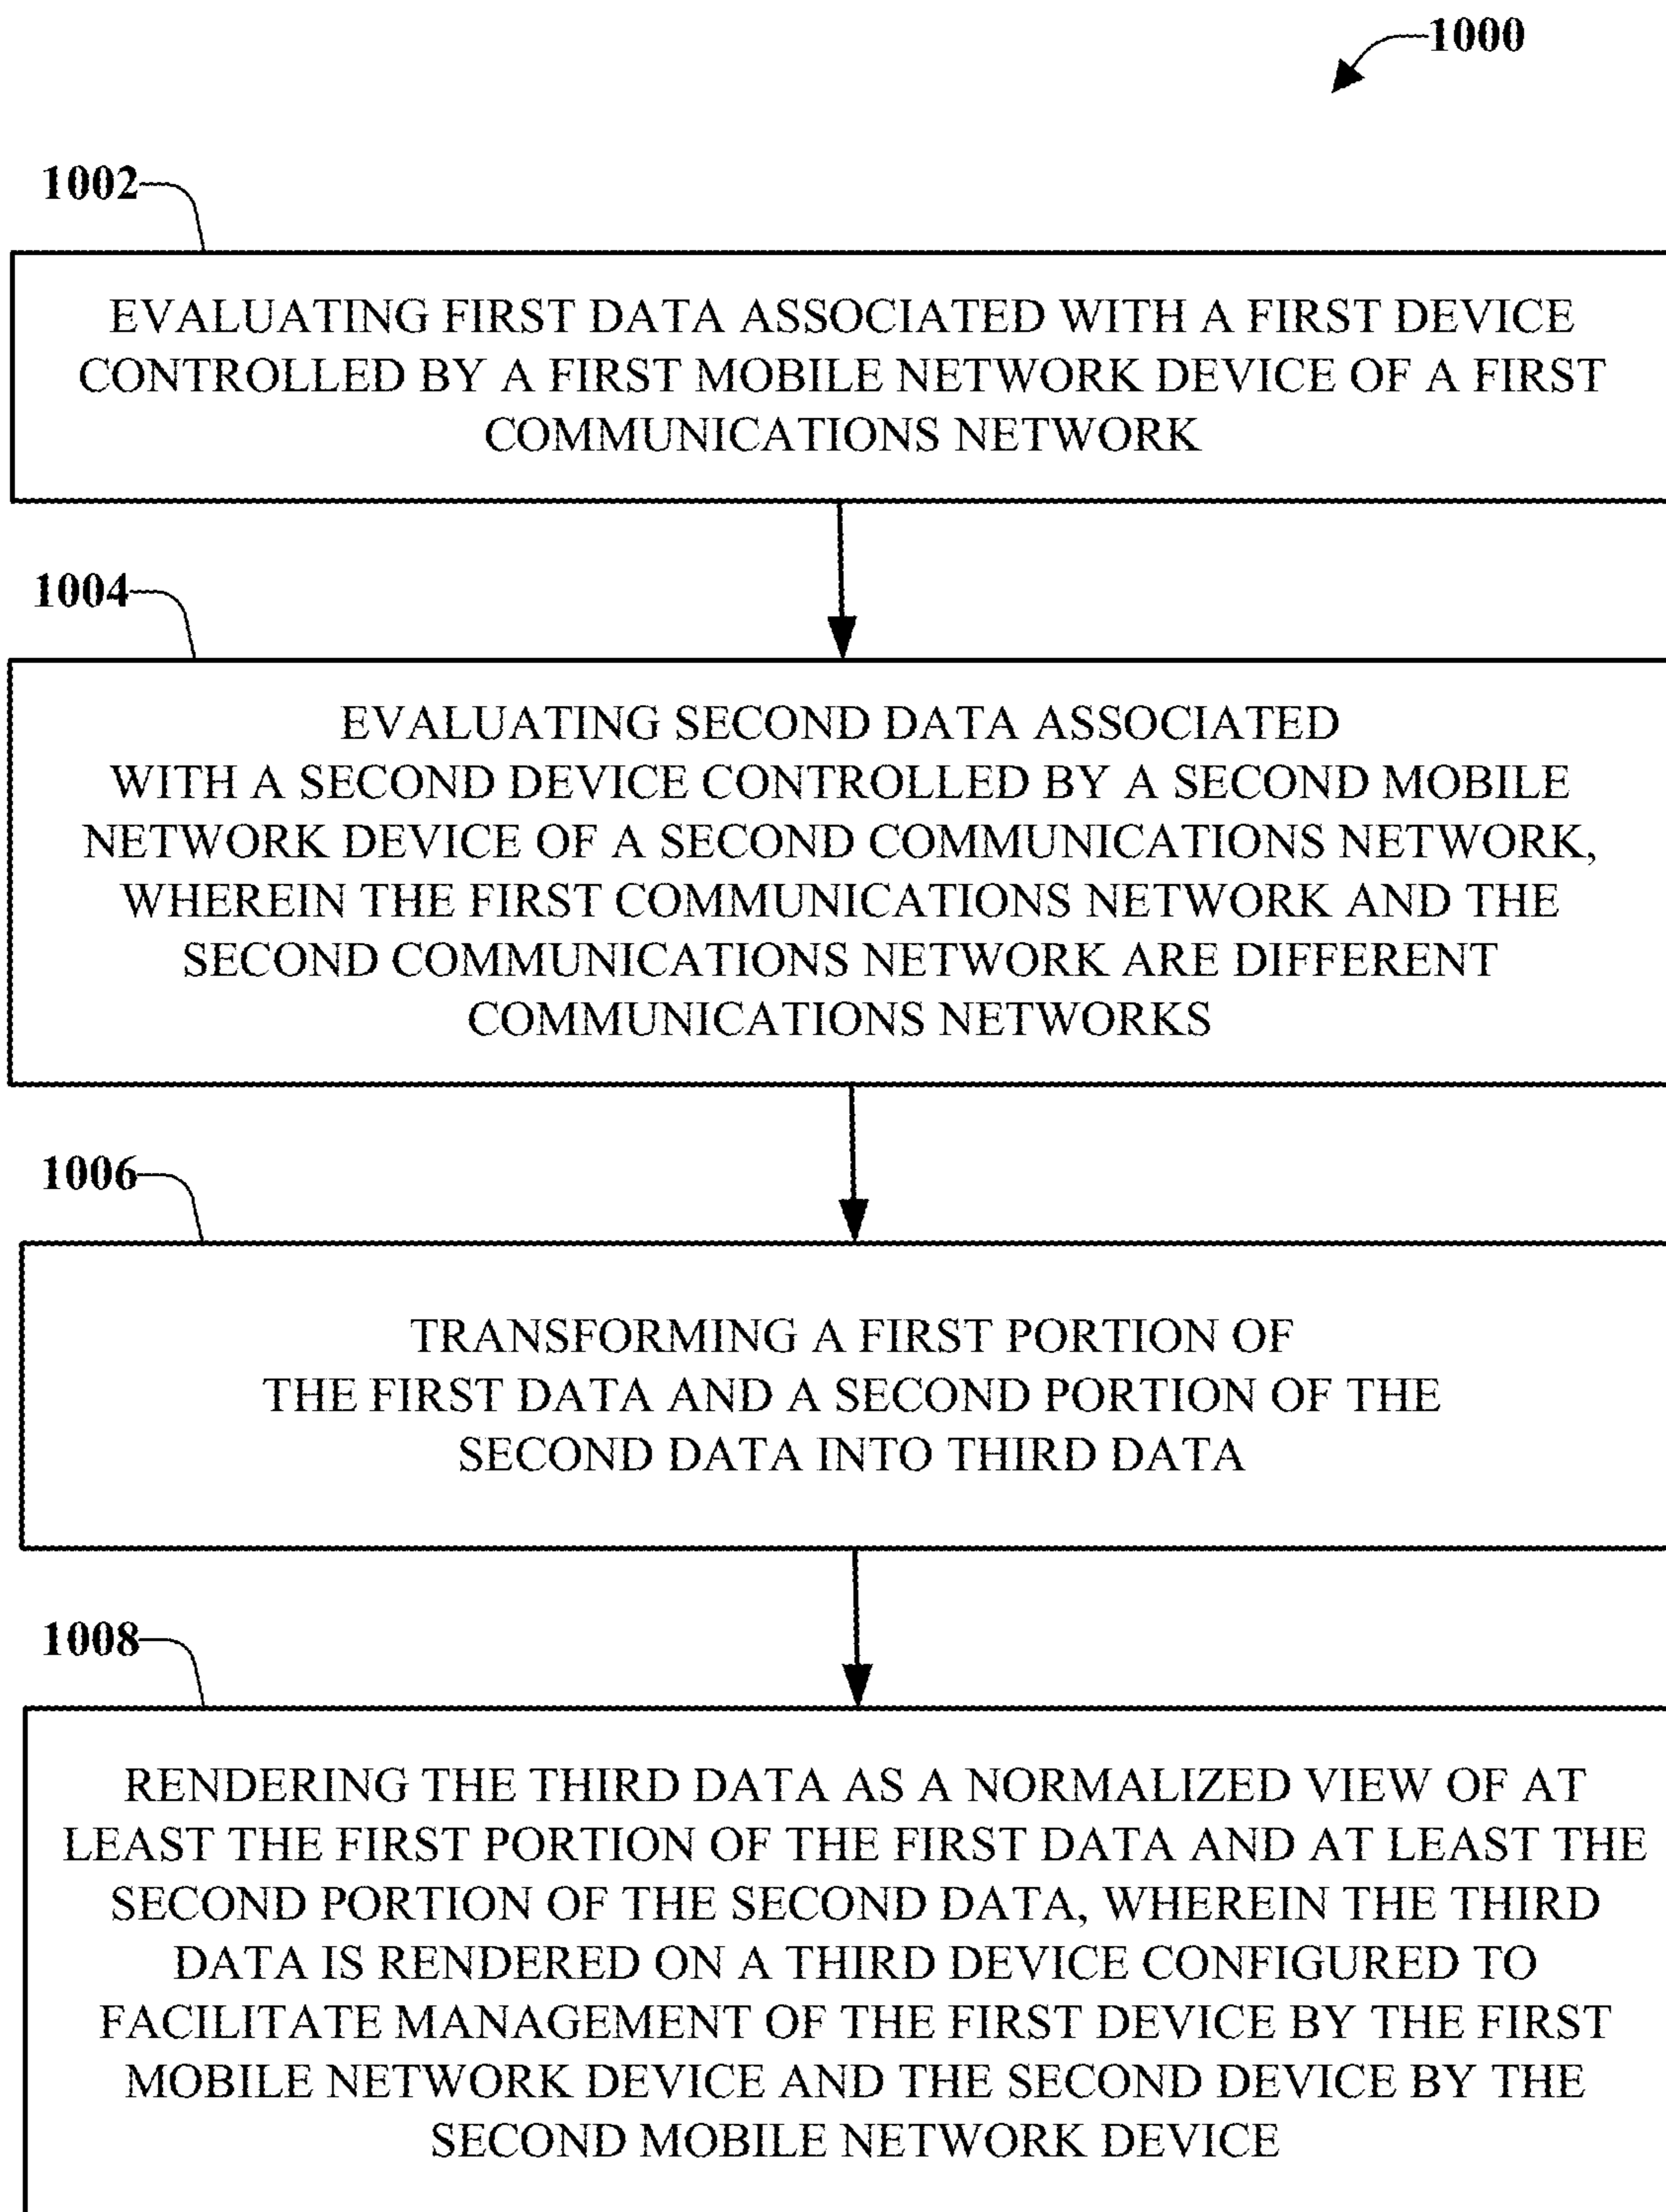 1000
1002
EVALUATING FIRST DATA ASSOCIATED WITH A FIRST DEVICE
CONTROLLED BY A FIRST MOBILE NETWORK DEVICE OF A FIRST
COMMUNICATIONS NETWORK
1004
EVALUATING SECOND DATA ASSOCIATED
WITH A SECOND DEVICE CONTROLLED BY A SECOND MOBILE
NETWORK DEVICE OF A SECOND COMMUNICATIONS NETWORK,
WHEREIN THE FIRST COMMUNICATIONS NETWORK AND THE
SECOND COMMUNICATIONS NETWORK ARE DIFFERENT
COMMUNICATIONS NETWORKS
1006
TRANSFORMING A FIRST PORTION OF
THE FIRST DATA AND A SECOND PORTION OF THE
SECOND DATA INTO THIRD DATA
1008
RENDERING THE THIRD DATA AS A NORMALIZED VIEW OF AT
LEAST THE FIRST PORTION OF THE FIRST DATA AND AT LEAST THE
SECOND PORTION OF THE SECOND DATA, WHEREIN THE THIRD
DATA IS RENDERED ON A THIRD DEVICE CONFIGURED TO
FACILITATE MANAGEMENT OF THE FIRST DEVICE BY THE FIRST
MOBILE NETWORK DEVICE AND THE SECOND DEVICE BY THE
SECOND MOBILE NETWORK DEVICE